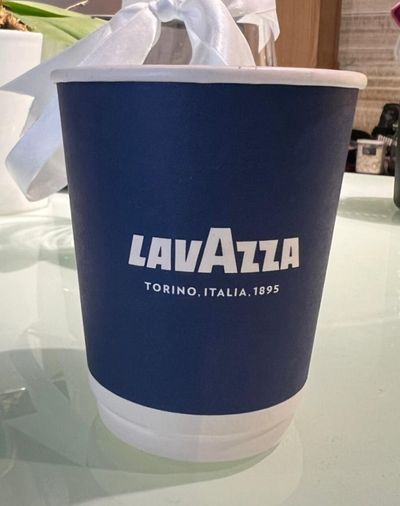 LAVAZZA
TORINO, ITALIA, 1895